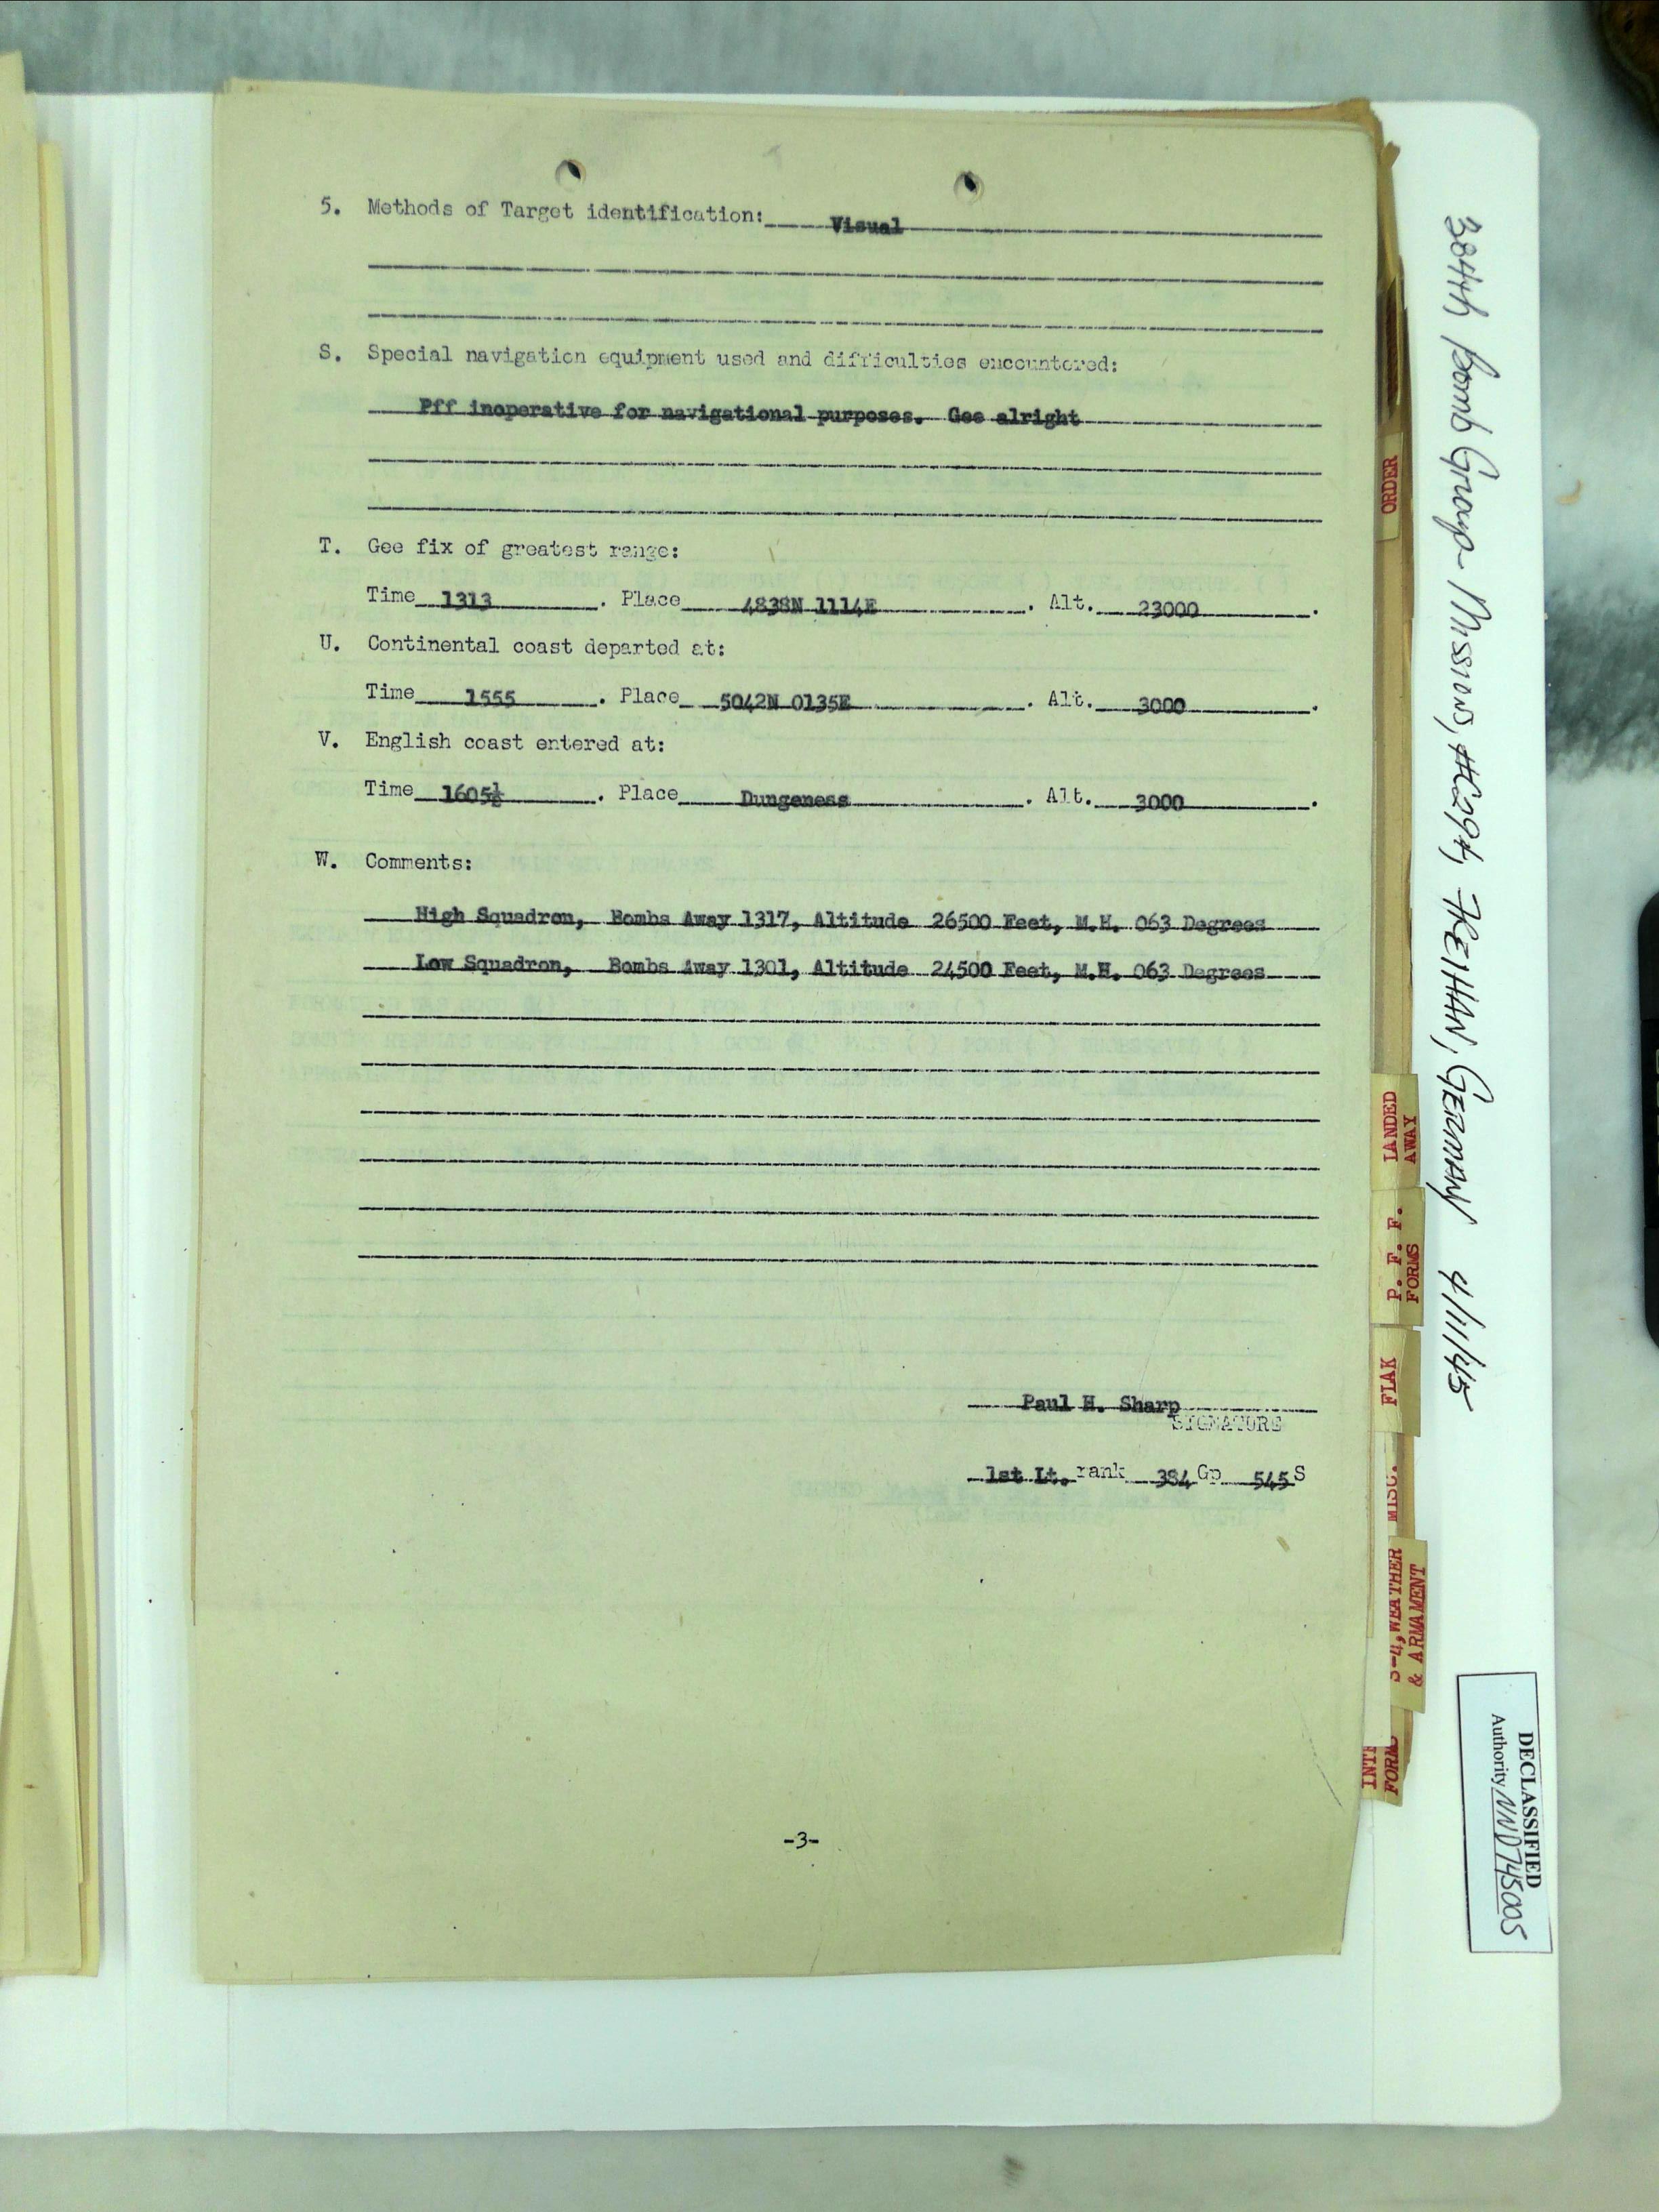 5. Methods of Target identification: Visual
S. Special navigation equipment used and difficulties encountered:
Pff inoperative for navigational purposes. Gee alright
T. Gee fix of greatest range:
Time 1313 . Place 4838N 1114E . Alt. 23000 .
U. Continental coast departed at:
Time 1555 . Place 5042N 0135E . Alt. 3000 .
V. English coast entered at:
Time 1605½ . Place Dungeness . Alt. 3000 .
W. Comments:
High Squadron, Bombs Away 1317, Altitude 26500 Feet, M.H. 063 Degrees
Low Squadron, Bombs Away 1301, Altitude 24500 Feet, M.H. 063 Degrees
Paul H. Sharp
SIGNATURE
1st Lt. rank 384 Gp 545 S
-3-
ORDER
LANDED
AWAY
P. F. F.
FORMS
FLAK
MISC.
S-4, WEATHER
& ARMAMENT
384th Bomb Group Missions, GERMANY 4/11/45
DECLASSIFIED
Authority NND745005